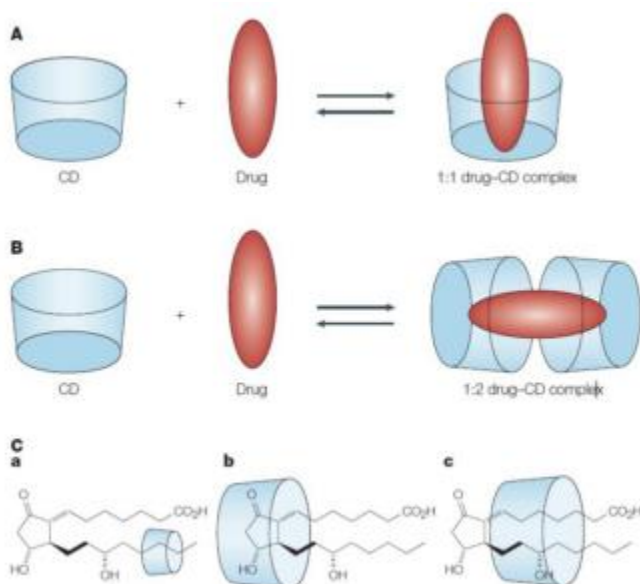 A
+
CD
Drug
1:1 drug–CD complex
B
+
CD
Drug
1:2 drug–CD complex
C
a
b
c
O
CO₂H
HO
OH
O
CO₂H
HO
OH
O
CO₂H
HO
OH